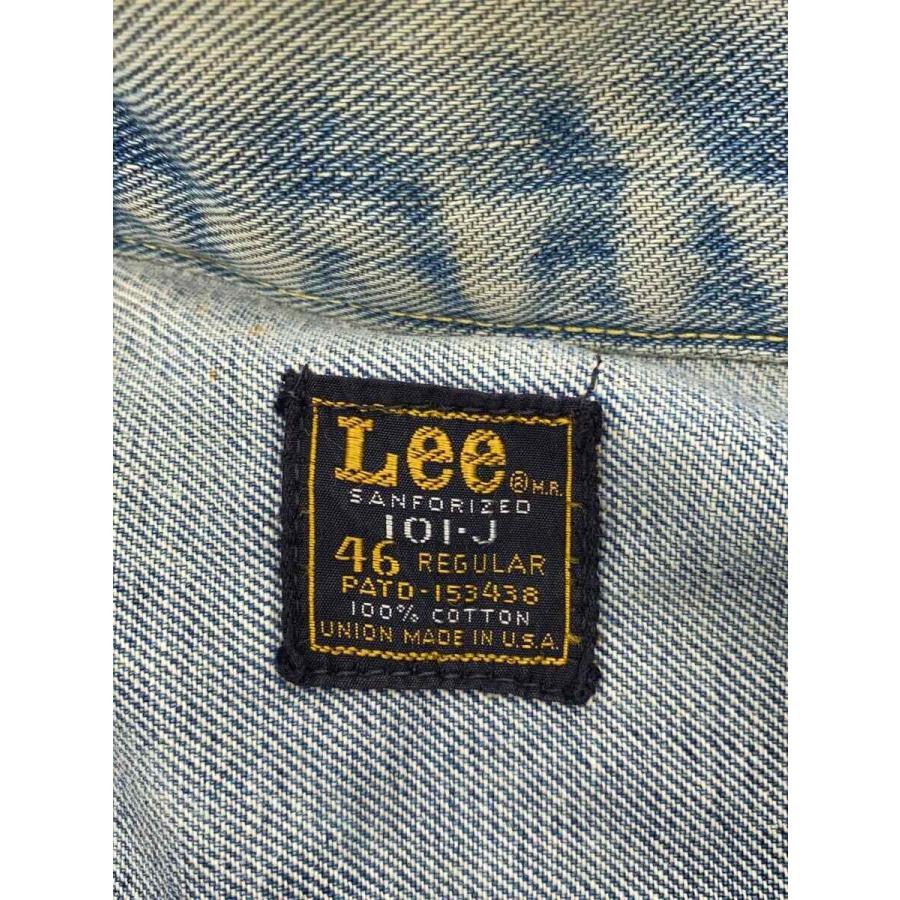 Lee ® M.R.
SANFORIZED
101-J
46 REGULAR
PATD-153438
100% COTTON
UNION MADE IN U.S.A.